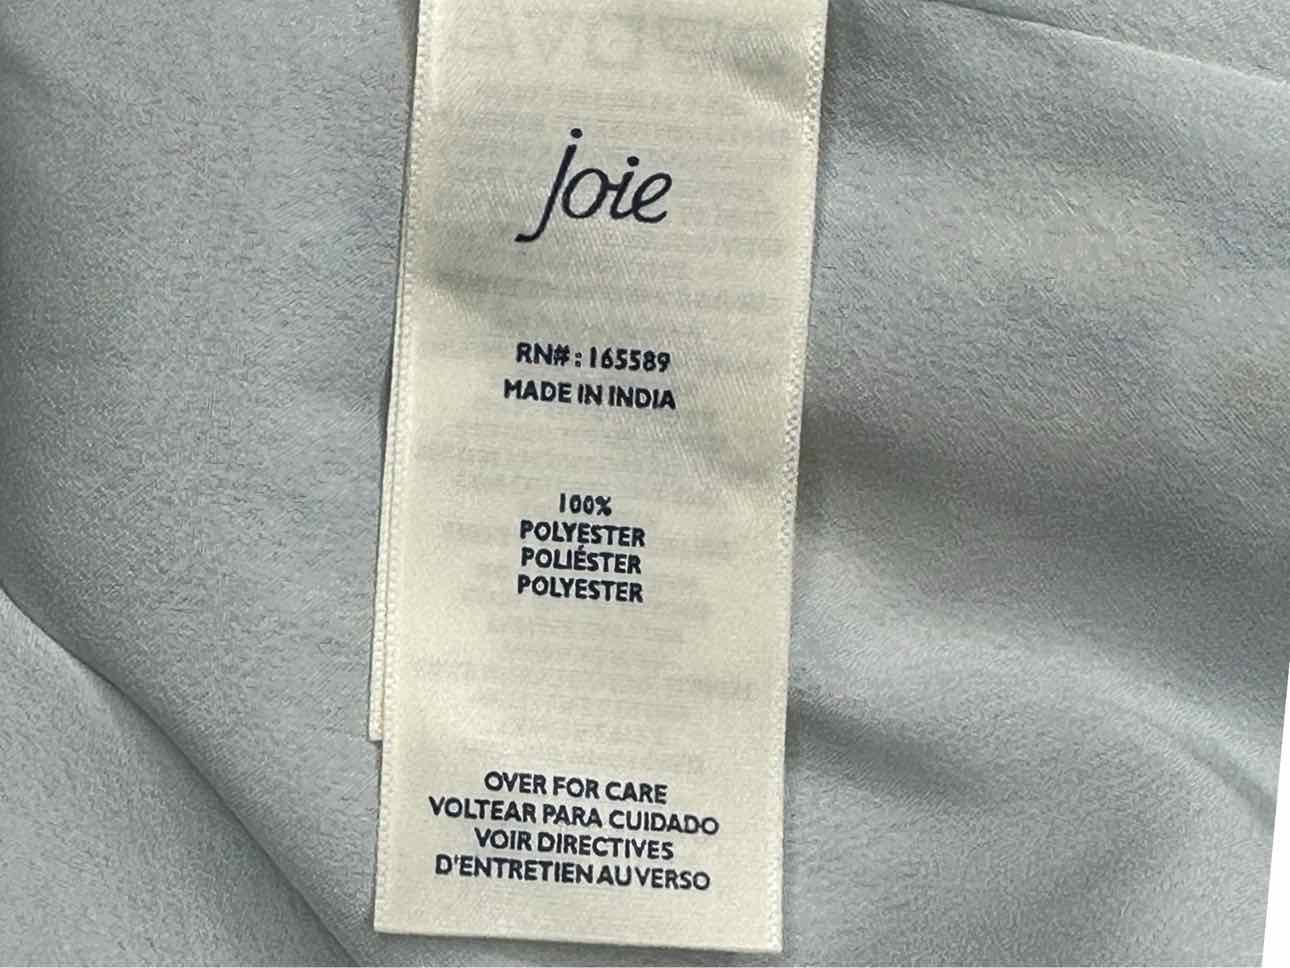 joie
RN#: 165589
MADE IN INDIA
100%
POLYESTER
POLIÉSTER
POLYESTER
OVER FOR CARE
VOLTEAR PARA CUIDADO
VOIR DIRECTIVES
D'ENTRETIEN AU VERSO